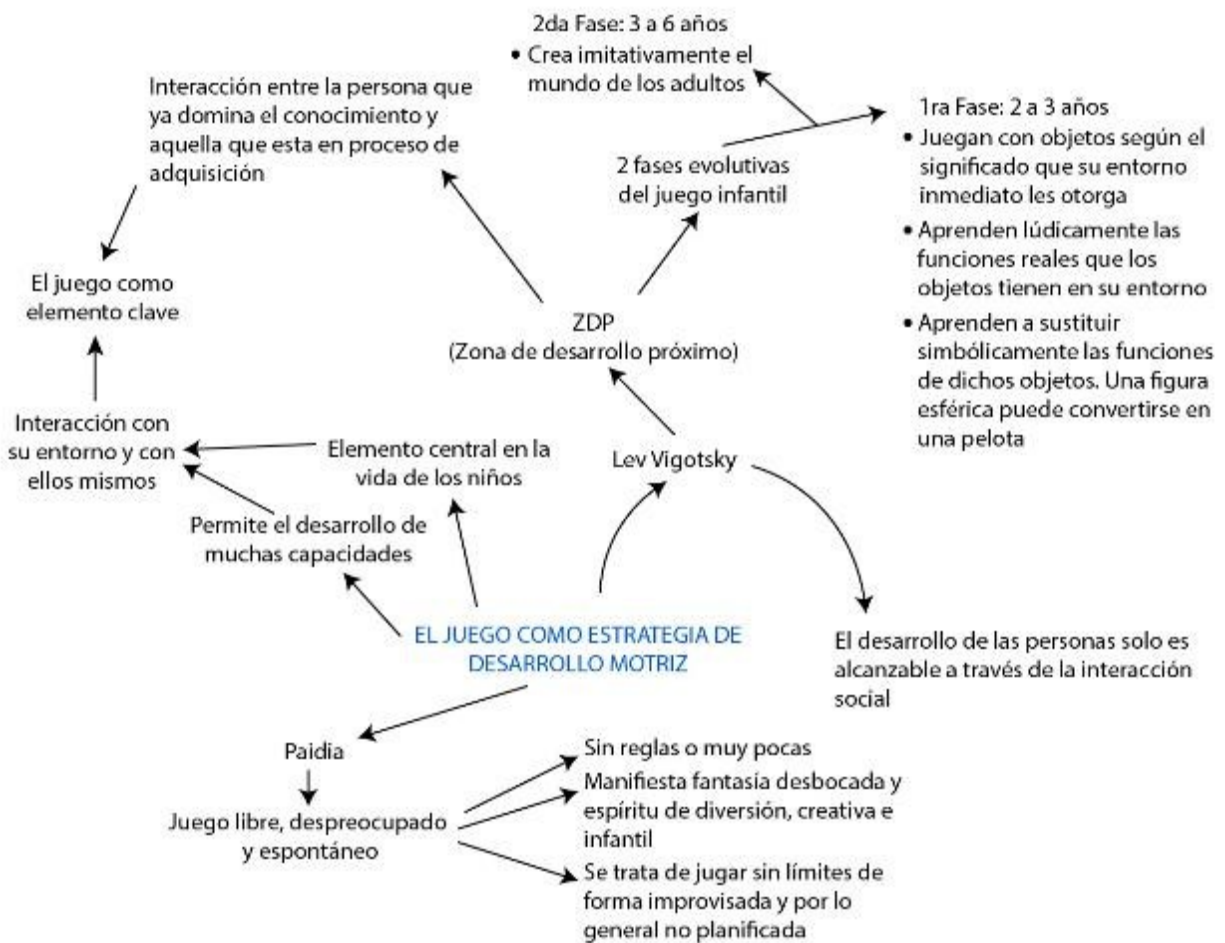 2da Fase: 3 a 6 años
• Crea imitativamente el
mundo de los adultos
Interacción entre la persona que
ya domina el conocimiento y
aquella que esta en proceso de
adquisición
1ra Fase: 2 a 3 años
• Juegan con objetos según el
significado que su entorno
inmediato les otorga
• Aprenden lúdicamente las
funciones reales que los
objetos tienen en su entorno
• Aprenden a sustituir
simbólicamente las funciones
de dichos objetos. Una figura
esférica puede convertirse en
una pelota
2 fases evolutivas
del juego infantil
El juego como
elemento clave
ZDP
(Zona de desarrollo próximo)
Interacción con
su entorno y con
ellos mismos
Elemento central en la
vida de los niños
Lev Vigotsky
Permite el desarrollo de
muchas capacidades
EL JUEGO COMO ESTRATEGIA DE
DESARROLLO MOTRIZ
El desarrollo de las personas solo es
alcanzable a través de la interacción
social
Paidia
Juego libre, despreocupado
y espontáneo
Sin reglas o muy pocas
Manifiesta fantasía desbocada y
espíritu de diversión, creativa e
infantil
Se trata de jugar sin límites de
forma improvisada y por lo
general no planificada